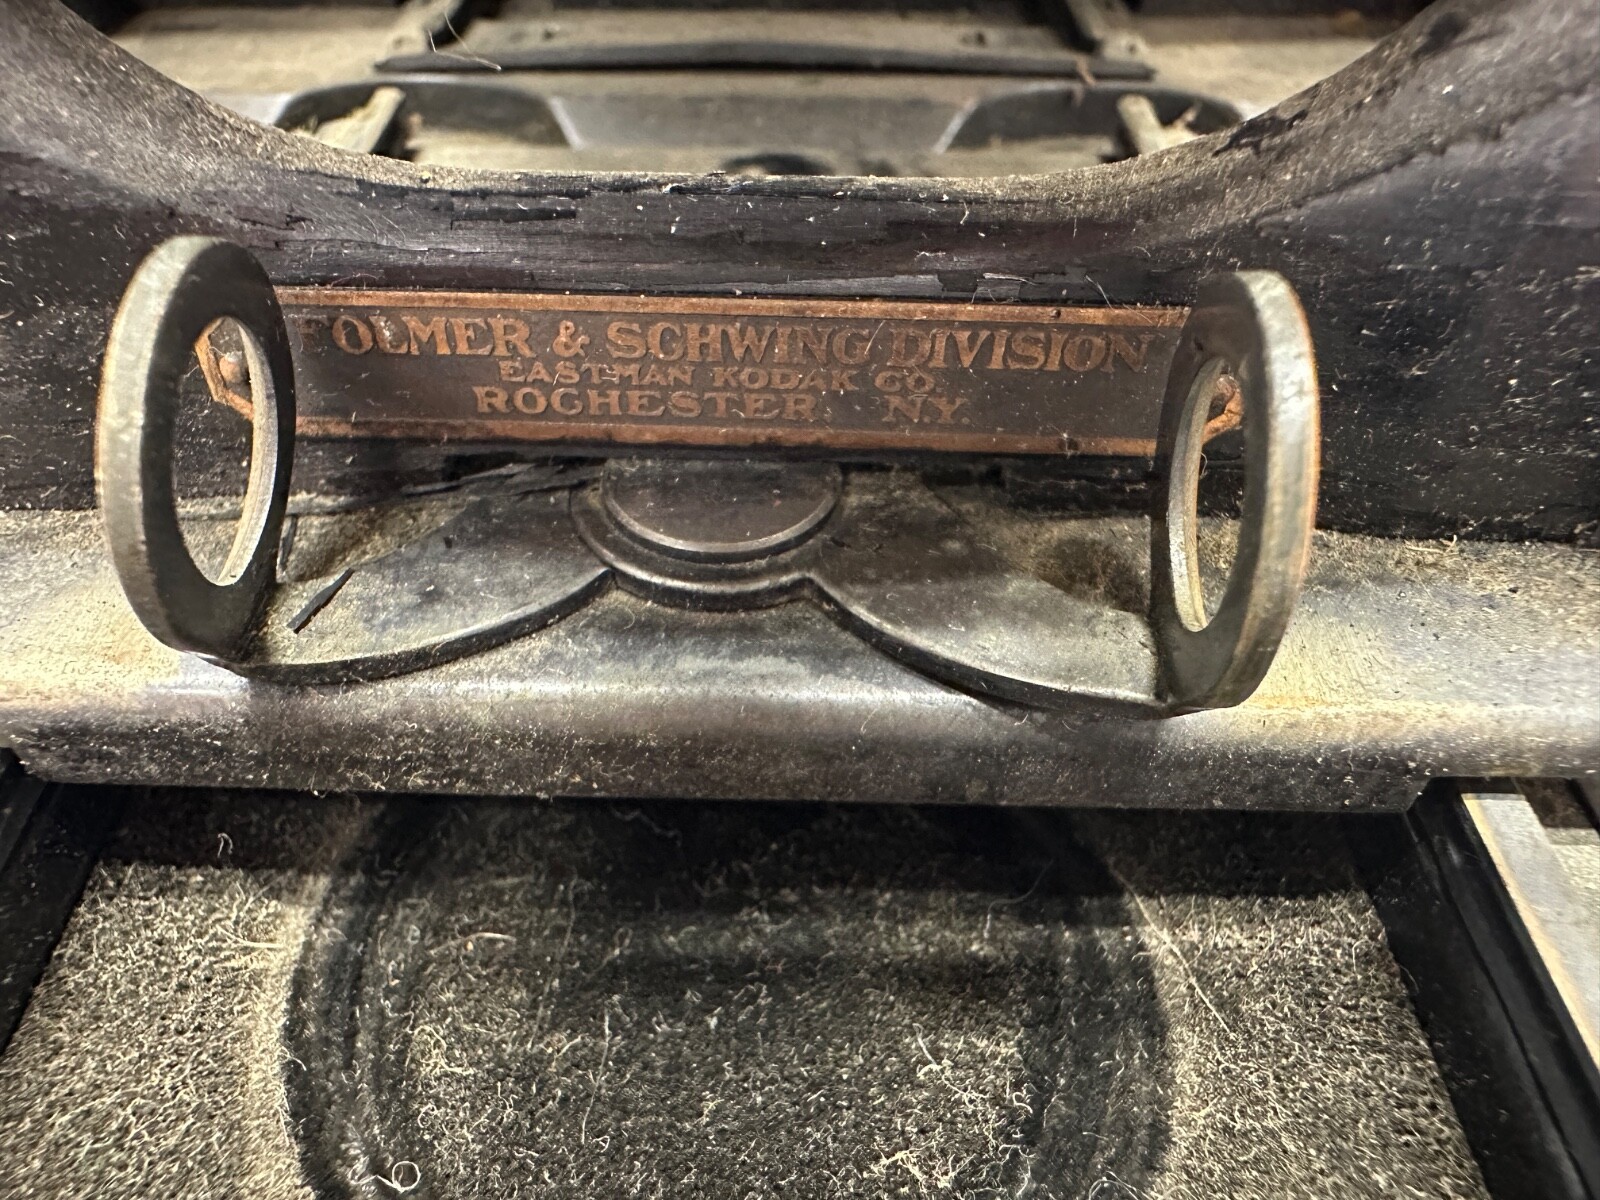 FOLMER & SCHWING DIVISION
EASTMAN KODAK CO.
ROCHESTER N.Y.